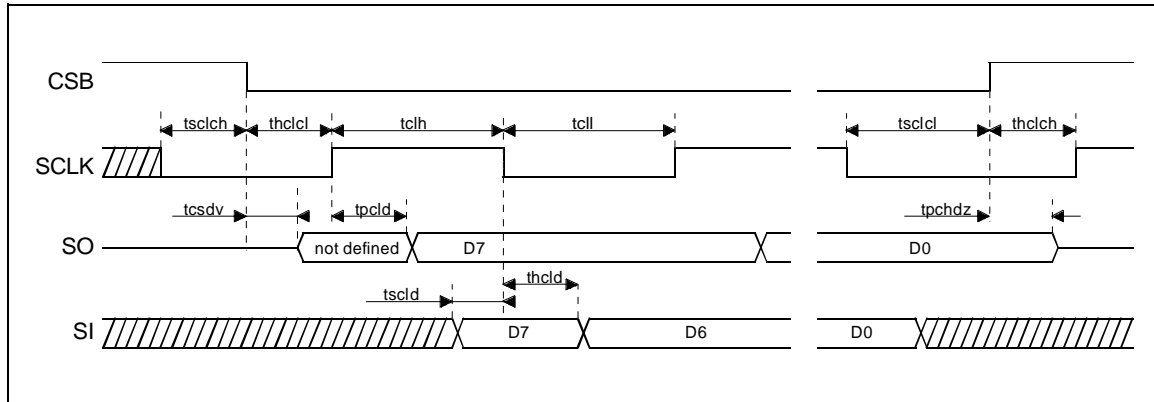 CSB
tsclch thclcl tclh tcll tsclcl thclch
SCLK
tcsdv tpcld tpchdz
SO not defined D7 D0
thcld
tscld
SI D7 D6 D0